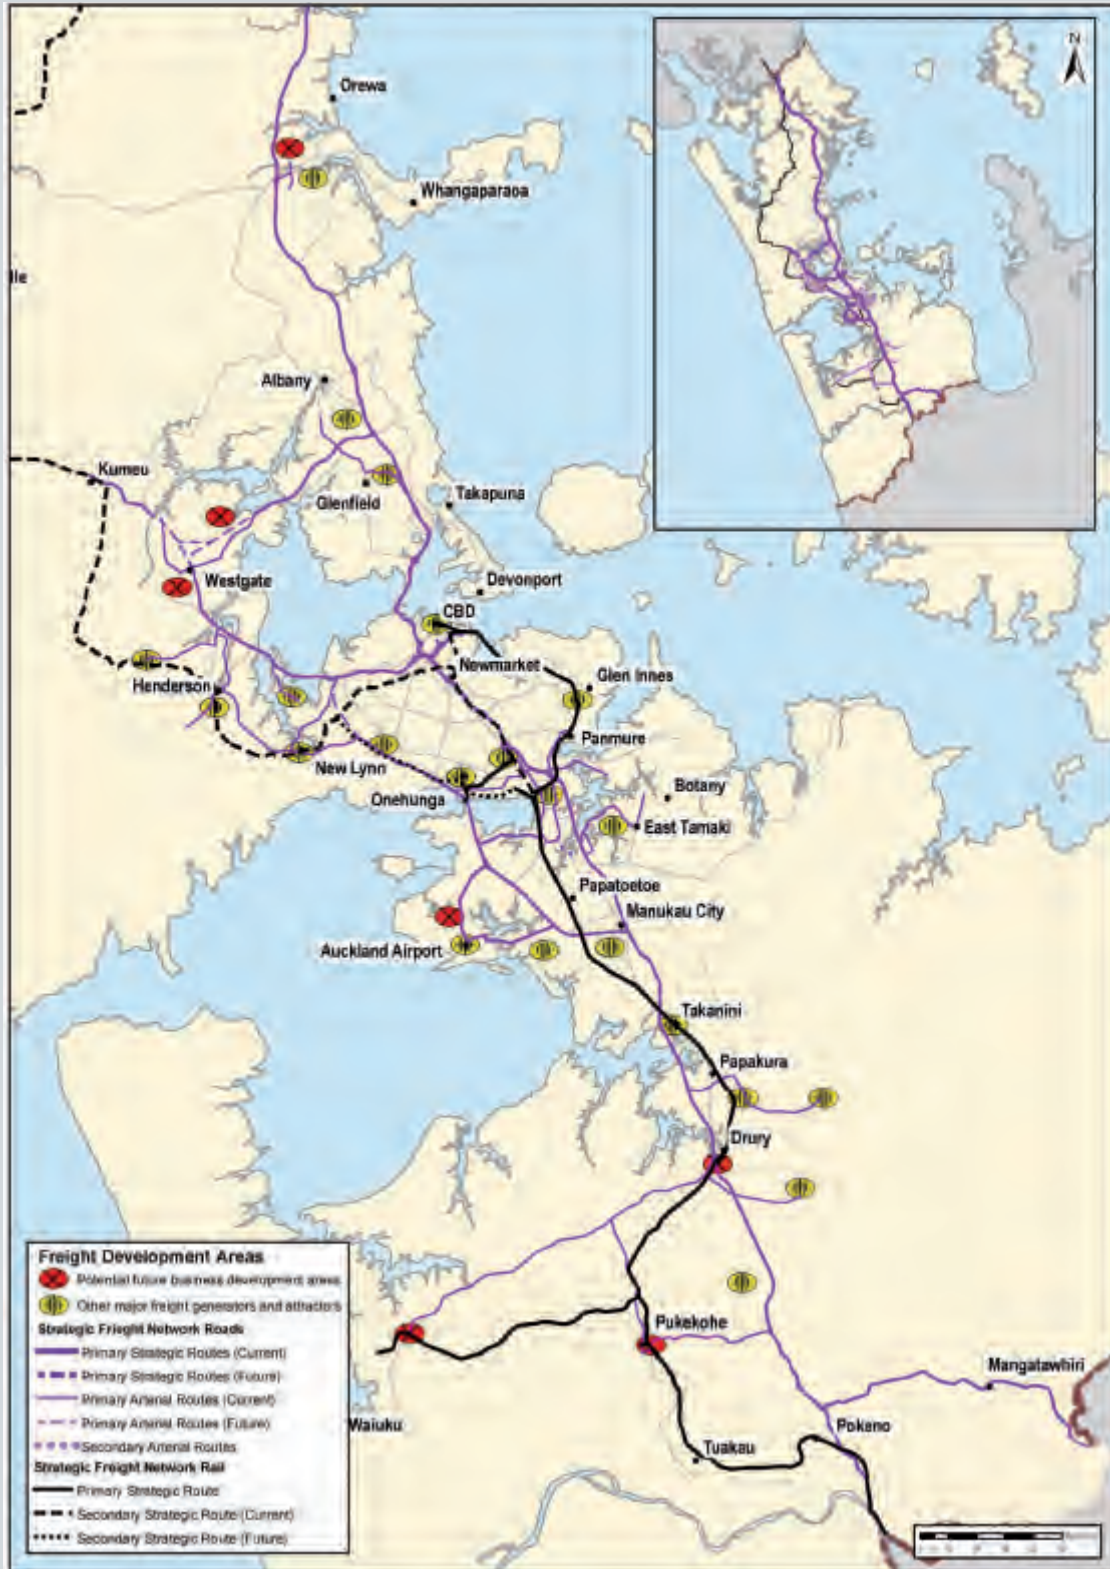 Orewa
N
Whangaparaoa
lle
Albany
Kumeu
Glenfield
Takapuna
Westgate
Devonport
CBD
Newmarket
Glen Innes
Henderson
Panmure
New Lynn
Botany
Onehunga
East Tamaki
Papatoetoe
Manukau City
Auckland Airport
Takanini
Papakura
Drury
Pukekohe
Mangatawhiri
Waiuku
Pokeno
Tuakau
Freight Development Areas
Potential future business development areas
Other major freight generators and attractors
Strategic Frieght Network Roads
Primary Strategic Routes (Current)
Primary Strategic Routes (Future)
Primary Arterial Routes (Current)
Primary Arterial Routes (Future)
Secondary Arterial Routes
Strategic Freight Network Rail
Primary Strategic Route
Secondary Strategic Route (Current)
Secondary Strategic Route (Future)